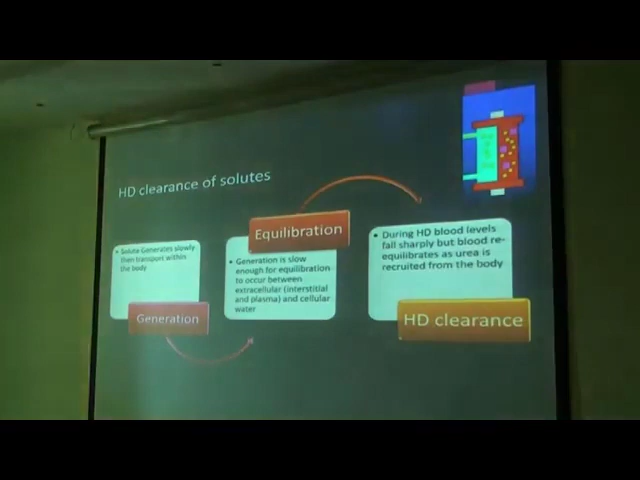 HD clearance of solutes
• Solute Generates slowly
then transport within
the body
Generation
Equilibration
• Generation is slow
enough for equilibration
to occur between
extracellular (interstitial
and plasma) and cellular
water
• During HD blood levels
fall sharply but blood re-
equilibrates as urea is
recruited from the body
HD clearance